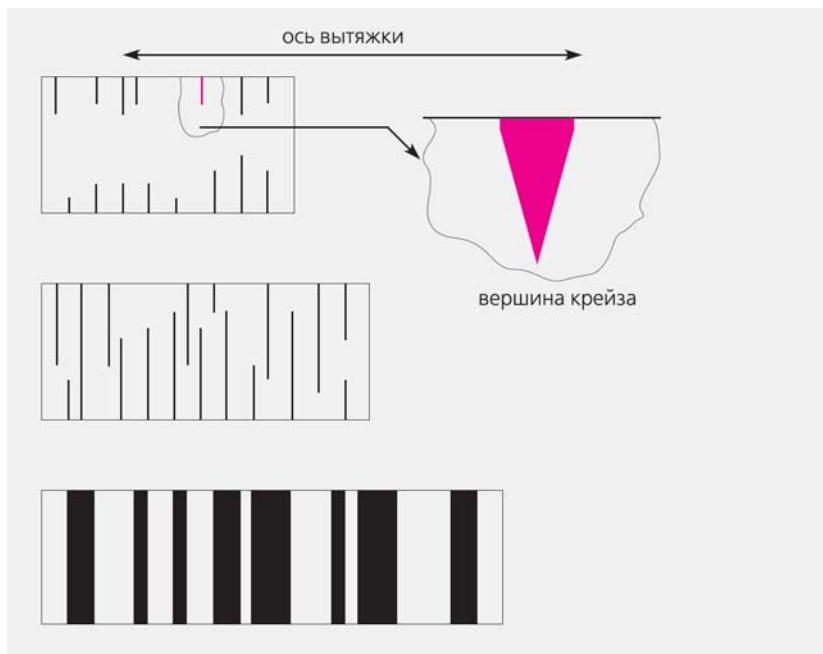 ось вытяжки
вершина крейза